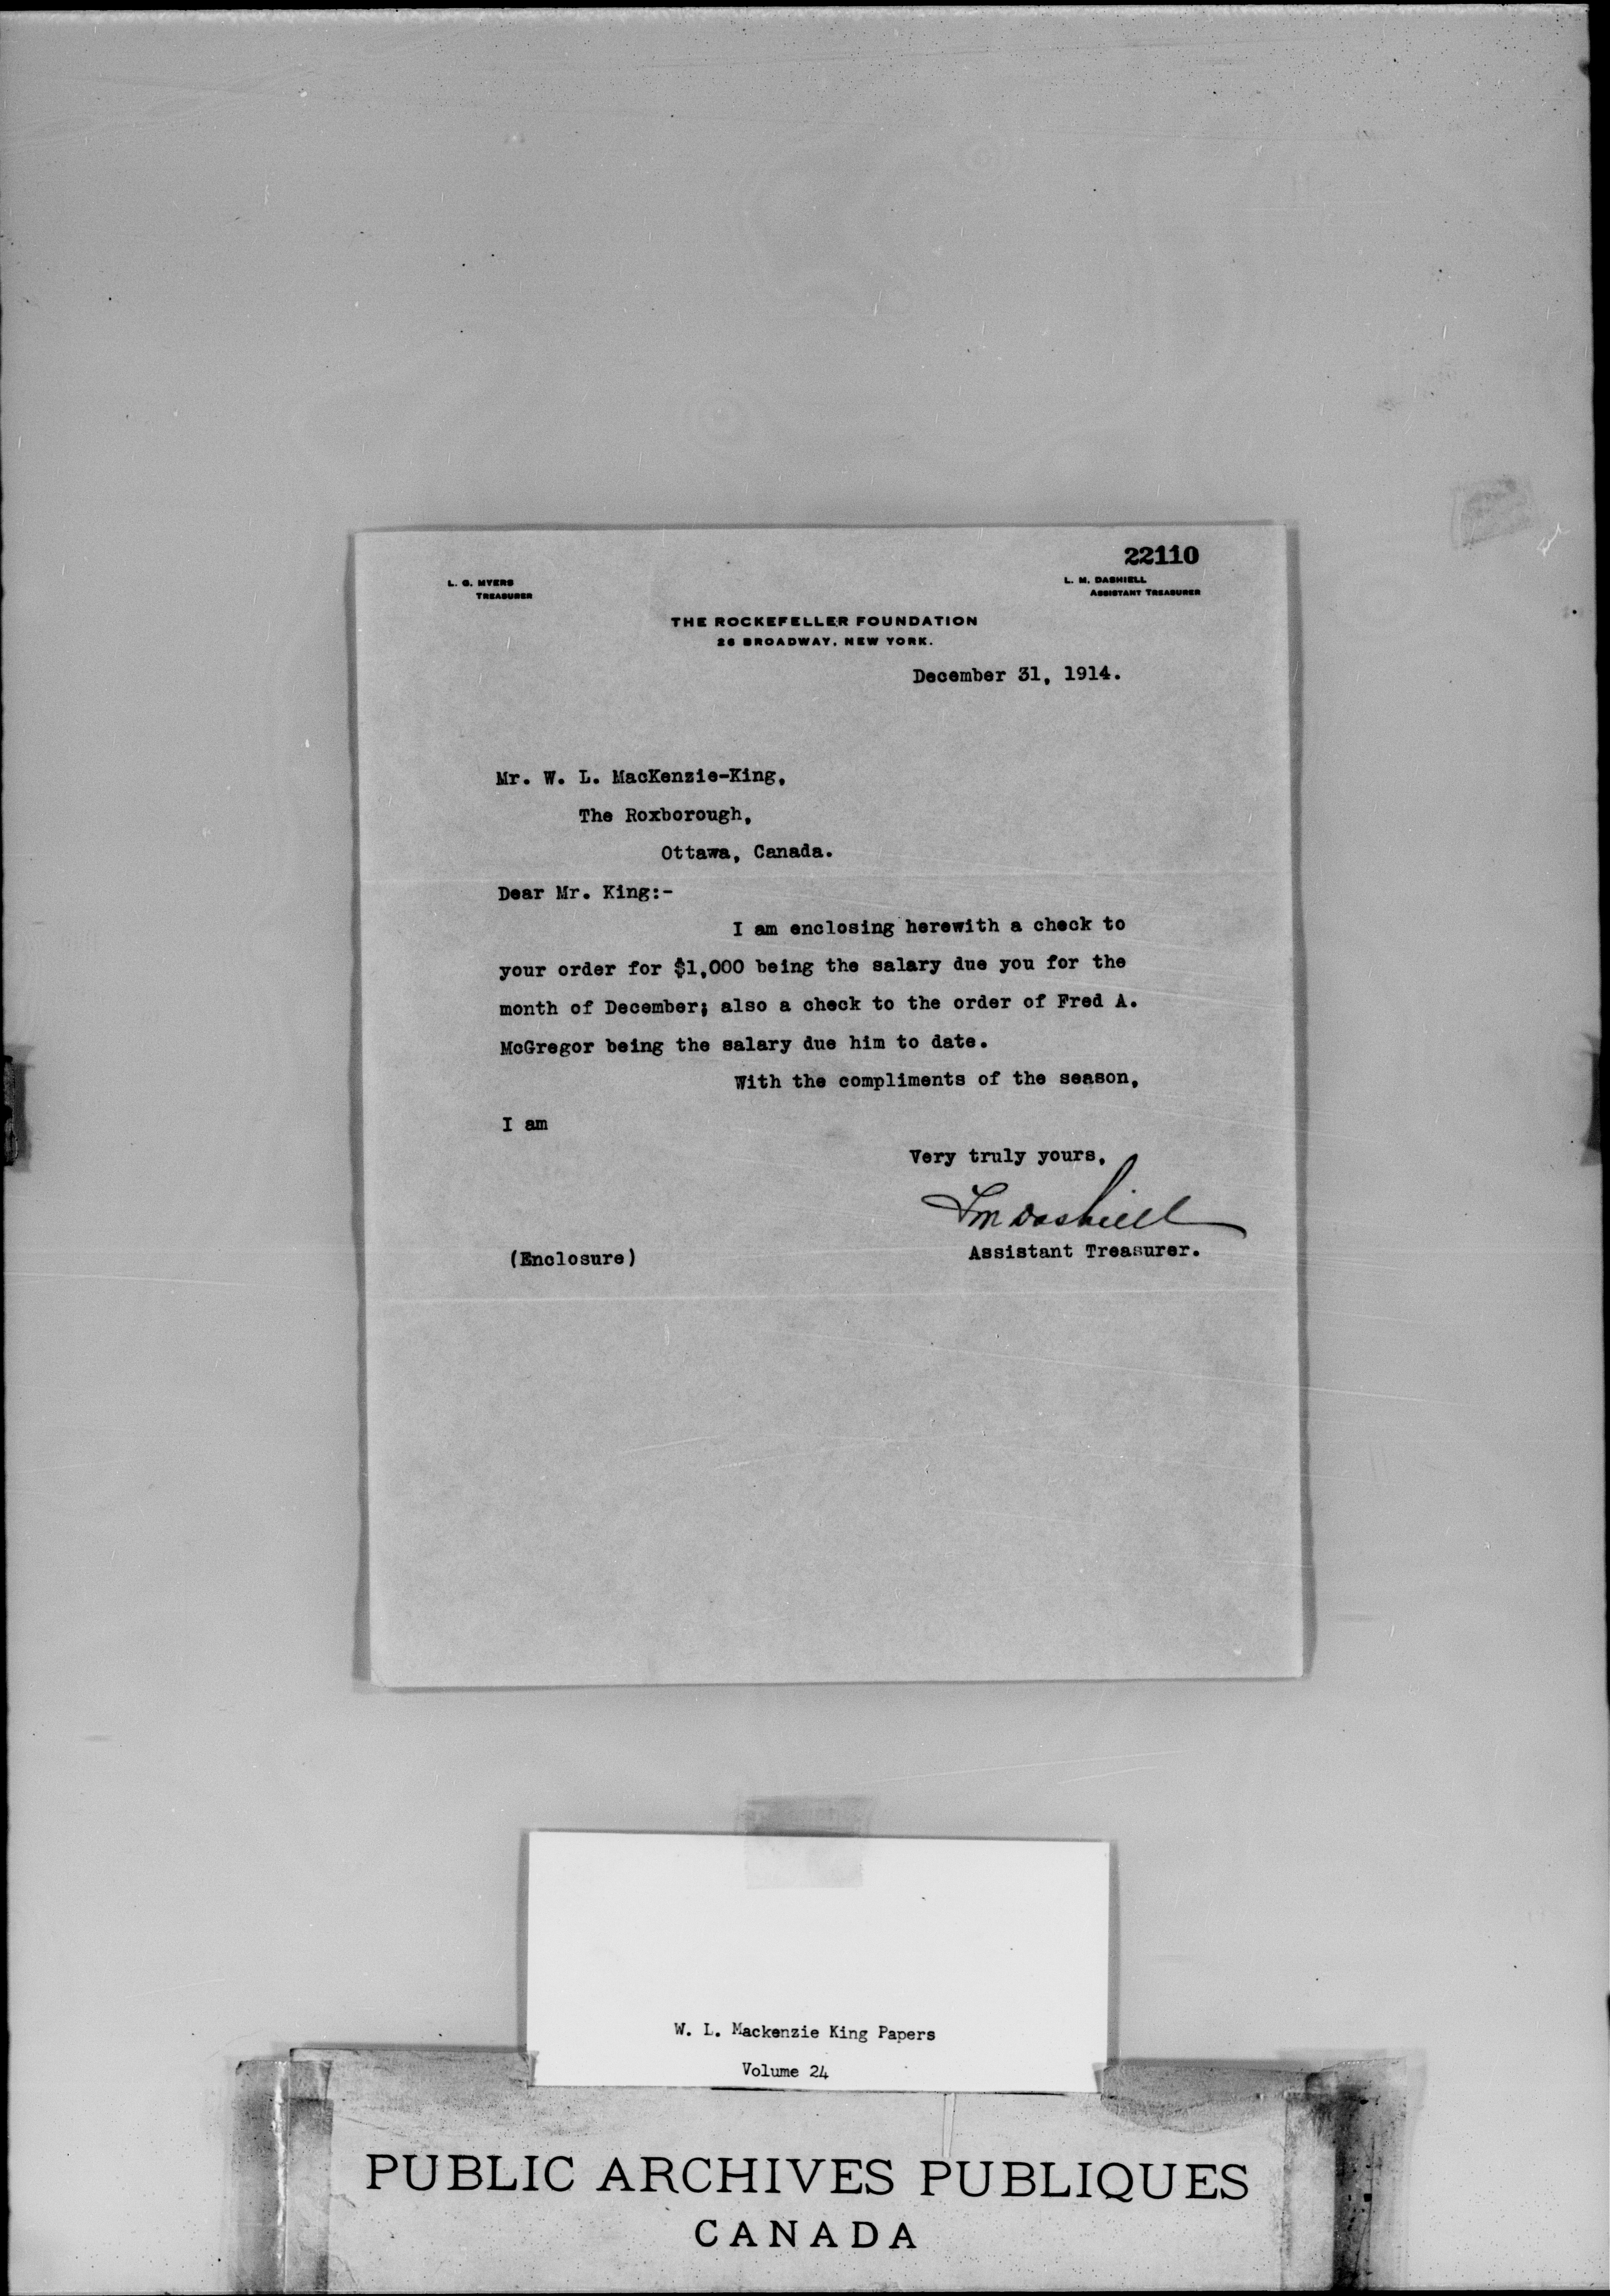 22110
L. G. MYERS
TREASURER
L. M. DASHIELL
ASSISTANT TREASURER
THE ROCKEFELLER FOUNDATION
26 BROADWAY, NEW YORK.
December 31, 1914.
Mr. W. L. MacKenzie-King,
The Roxborough,
Ottawa, Canada.
Dear Mr. King:-
I am enclosing herewith a check to
your order for $1,000 being the salary due you for the
month of December; also a check to the order of Fred A.
McGregor being the salary due him to date.
With the compliments of the season,
I am
Very truly yours,
LM Dashiell
Assistant Treasurer.
(Enclosure)
W. L. Mackenzie King Papers
Volume 24
PUBLIC ARCHIVES PUBLIQUES
CANADA